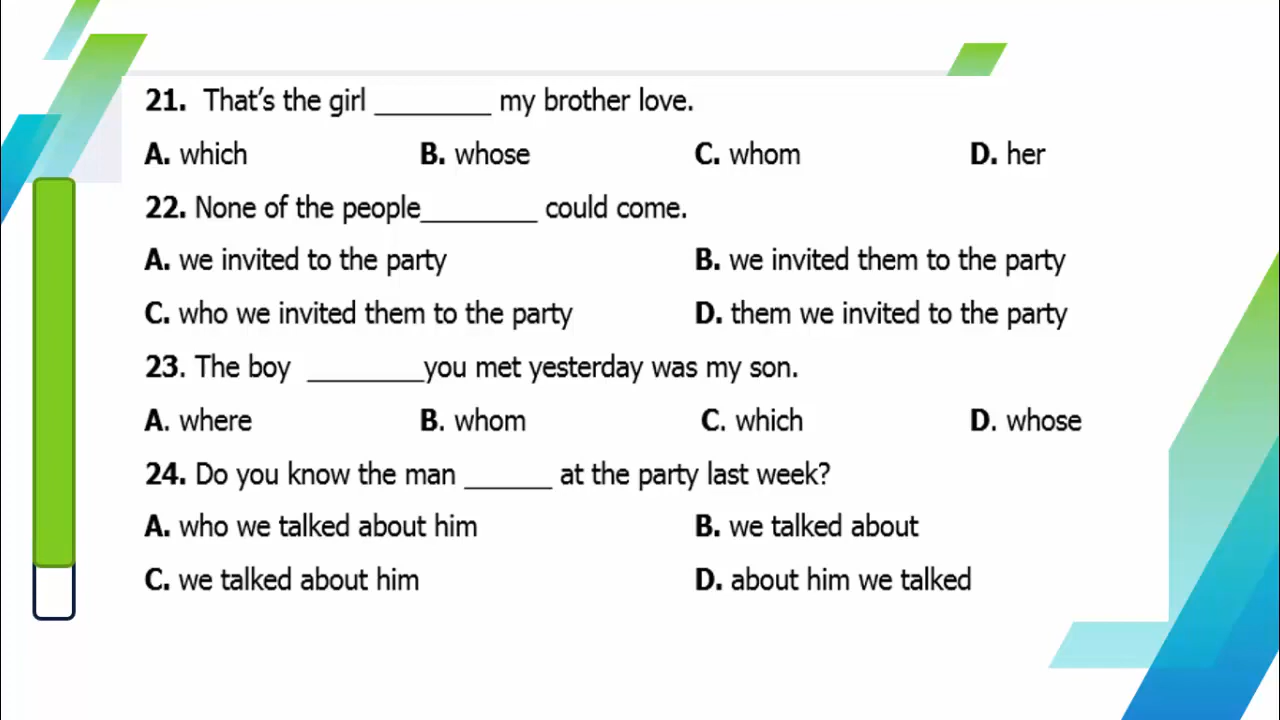 21. That's the girl ________ my brother love.
A. which B. whose C. whom D. her
22. None of the people________ could come.
A. we invited to the party B. we invited them to the party
C. who we invited them to the party D. them we invited to the party
23. The boy ________you met yesterday was my son.
A. where B. whom C. which D. whose
24. Do you know the man ______ at the party last week?
A. who we talked about him B. we talked about
C. we talked about him D. about him we talked